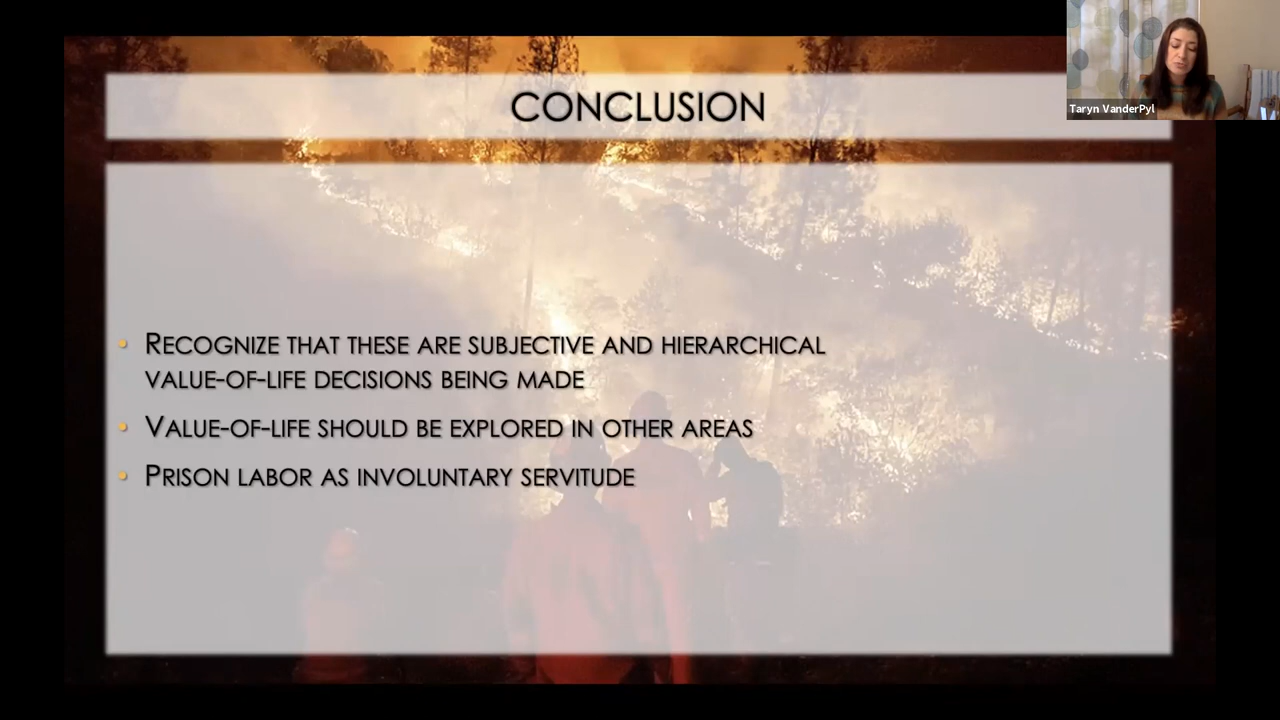 CONCLUSION
Taryn VanderPyl
• RECOGNIZE THAT THESE ARE SUBJECTIVE AND HIERARCHICAL
VALUE-OF-LIFE DECISIONS BEING MADE
• VALUE-OF-LIFE SHOULD BE EXPLORED IN OTHER AREAS
• PRISON LABOR AS INVOLUNTARY SERVITUDE